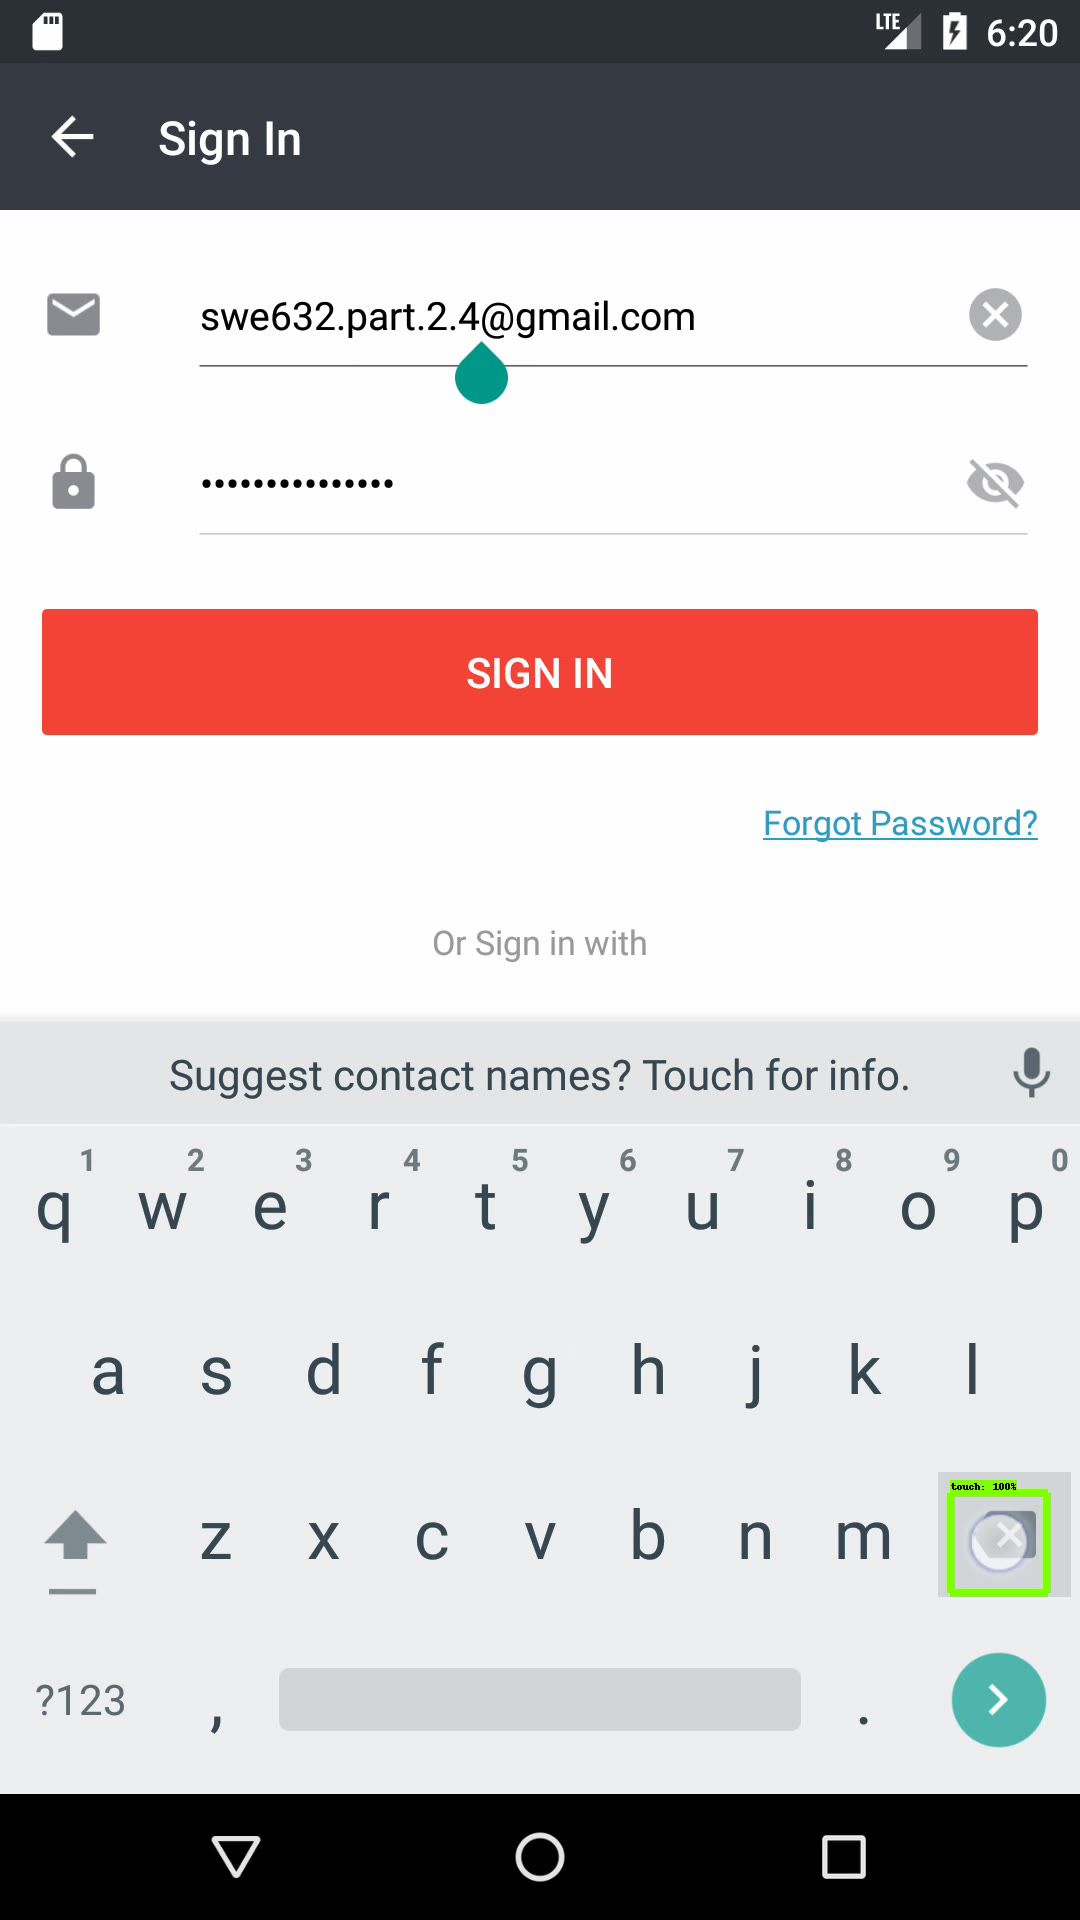 LTE 6:20
Sign In
swe632.part.2.4@gmail.com
•••••••••••••••
SIGN IN
Forgot Password?
Or Sign in with
Suggest contact names? Touch for info.
1 2 3 4 5 6 7 8 9 0
q w e r t y u i o p
a s d f g h j k l
touch: 100%
z x c v b n m
?123 , .